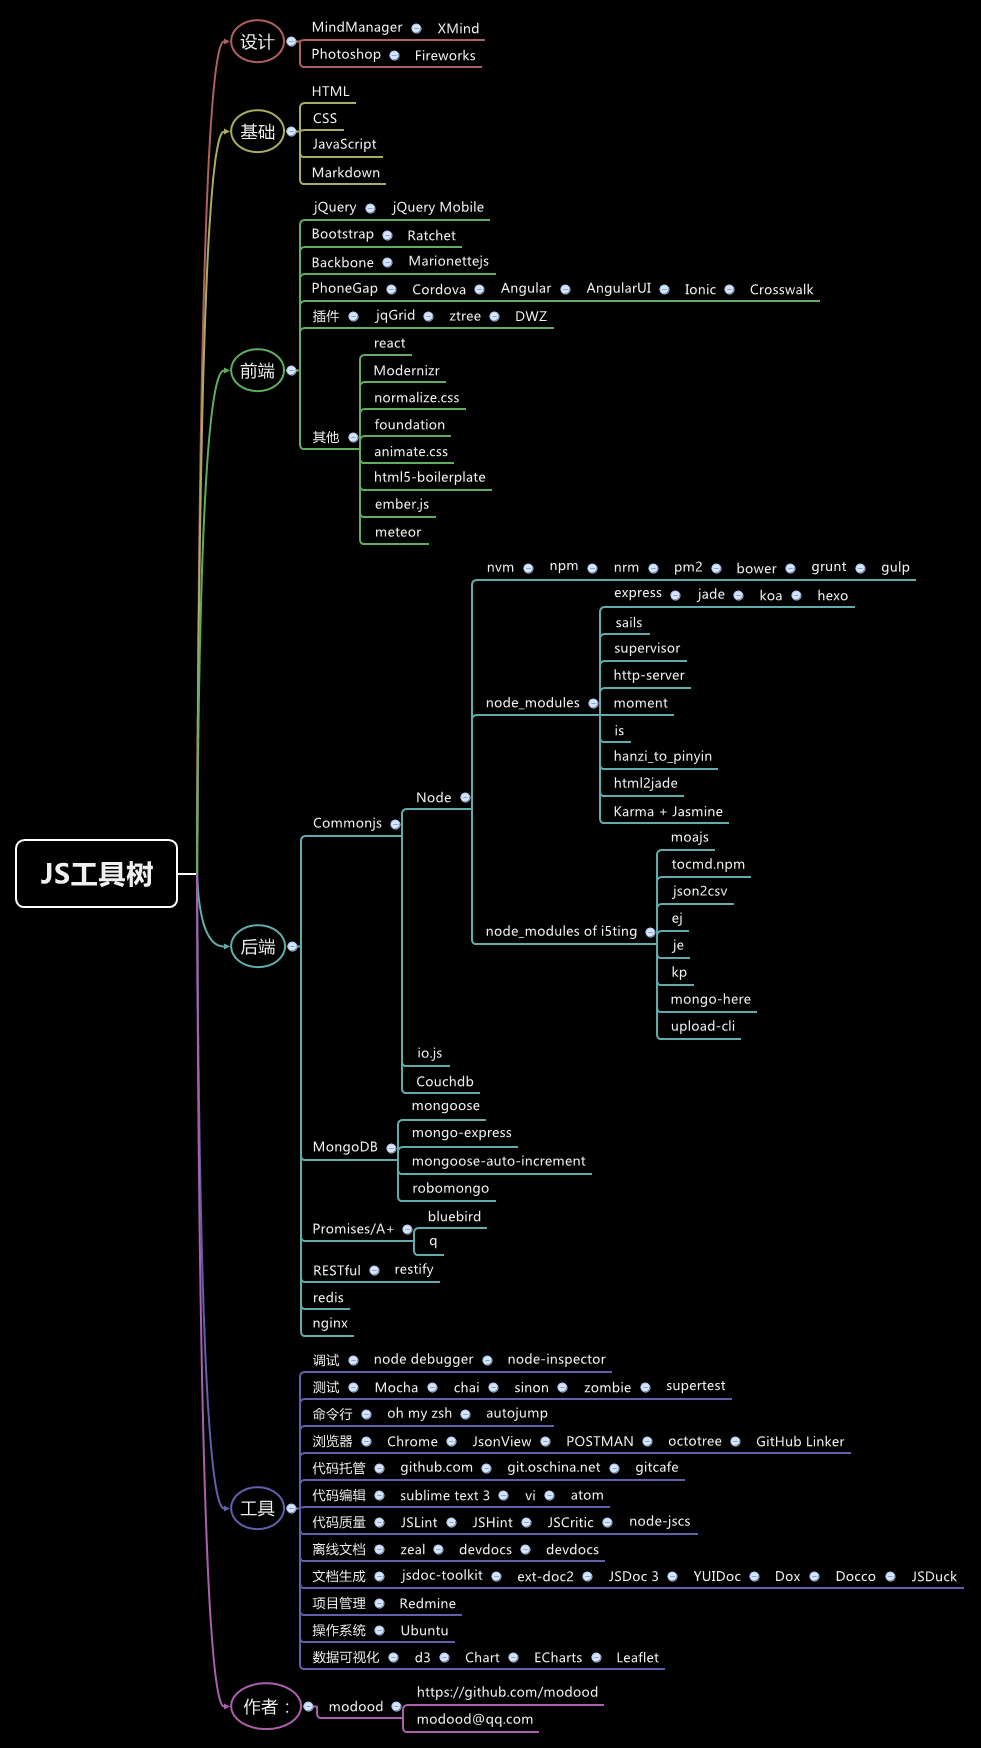 JS工具树
设计
MindManager XMind
Photoshop Fireworks
基础
HTML
CSS
JavaScript
Markdown
前端
jQuery jQuery Mobile
Bootstrap Ratchet
Backbone Marionettejs
PhoneGap Cordova Angular AngularUI Ionic Crosswalk
插件 jqGrid ztree DWZ
其他
react
Modernizr
normalize.css
foundation
animate.css
html5-boilerplate
ember.js
meteor
后端
Commonjs
Node
nvm npm nrm pm2 bower grunt gulp
node_modules
express jade koa hexo
sails
supervisor
http-server
moment
is
hanzi_to_pinyin
html2jade
Karma + Jasmine
node_modules of i5ting
moajs
tocmd.npm
json2csv
ej
je
kp
mongo-here
upload-cli
io.js
Couchdb
MongoDB
mongoose
mongo-express
mongoose-auto-increment
robomongo
Promises/A+
bluebird
q
RESTful restify
redis
nginx
工具
调试 node debugger node-inspector
测试 Mocha chai sinon zombie supertest
命令行 oh my zsh autojump
浏览器 Chrome JsonView POSTMAN octotree GitHub Linker
代码托管 github.com git.oschina.net gitcafe
代码编辑 sublime text 3 vi atom
代码质量 JSLint JSHint JSCritic node-jscs
离线文档 zeal devdocs devdocs
文档生成 jsdoc-toolkit ext-doc2 JSDoc 3 YUIDoc Dox Docco JSDuck
项目管理 Redmine
操作系统 Ubuntu
数据可视化 d3 Chart ECharts Leaflet
作者：
modood
https://github.com/modood
modood@qq.com